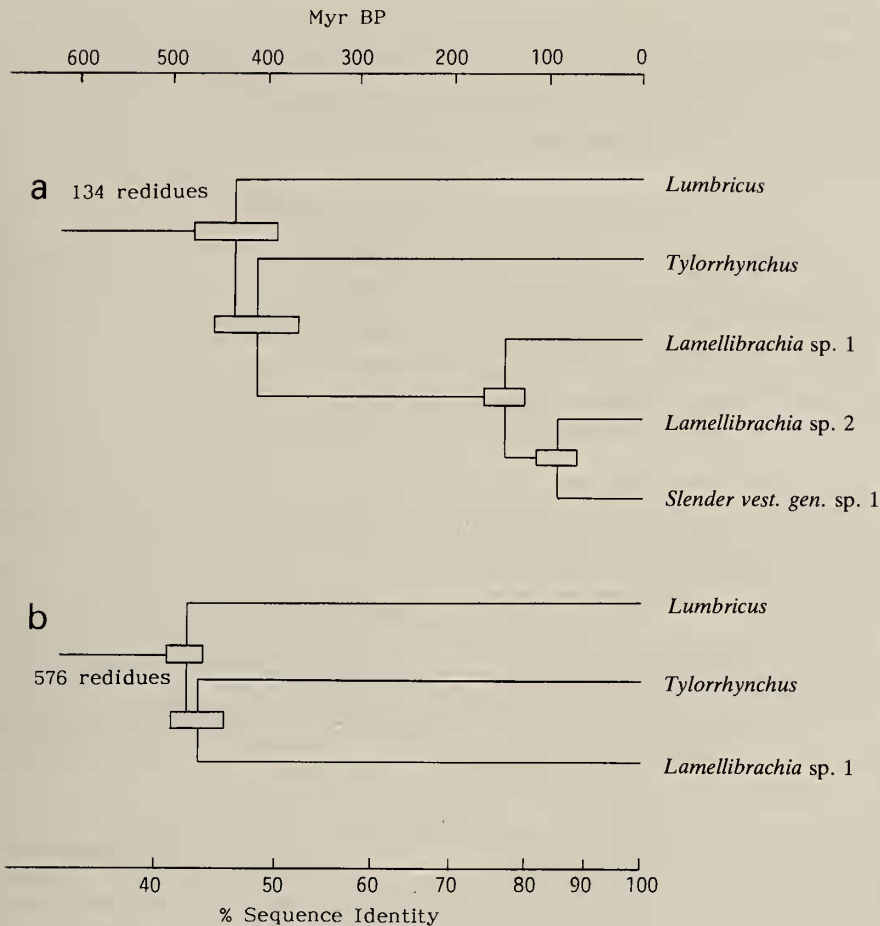 Myr BP
600 500 400 300 200 100 0
a 134 redidues
Lumbricus
Tylorrhynchus
Lamellibrachia sp. 1
Lamellibrachia sp. 2
Slender vest. gen. sp. 1
b
Lumbricus
576 redidues
Tylorrhynchus
Lamellibrachia sp. 1
40 50 60 70 80 90 100
% Sequence Identity